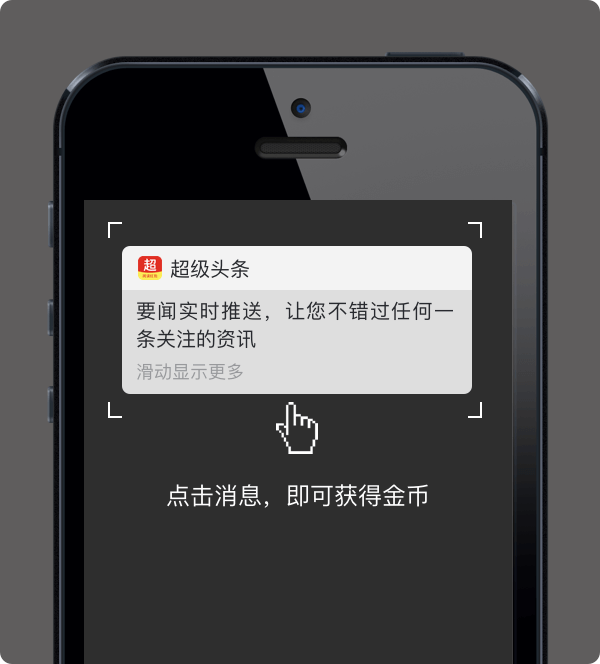 超
超级头条
要闻实时推送，让您不错过任何一
条关注的资讯
滑动显示更多
点击消息，即可获得金币